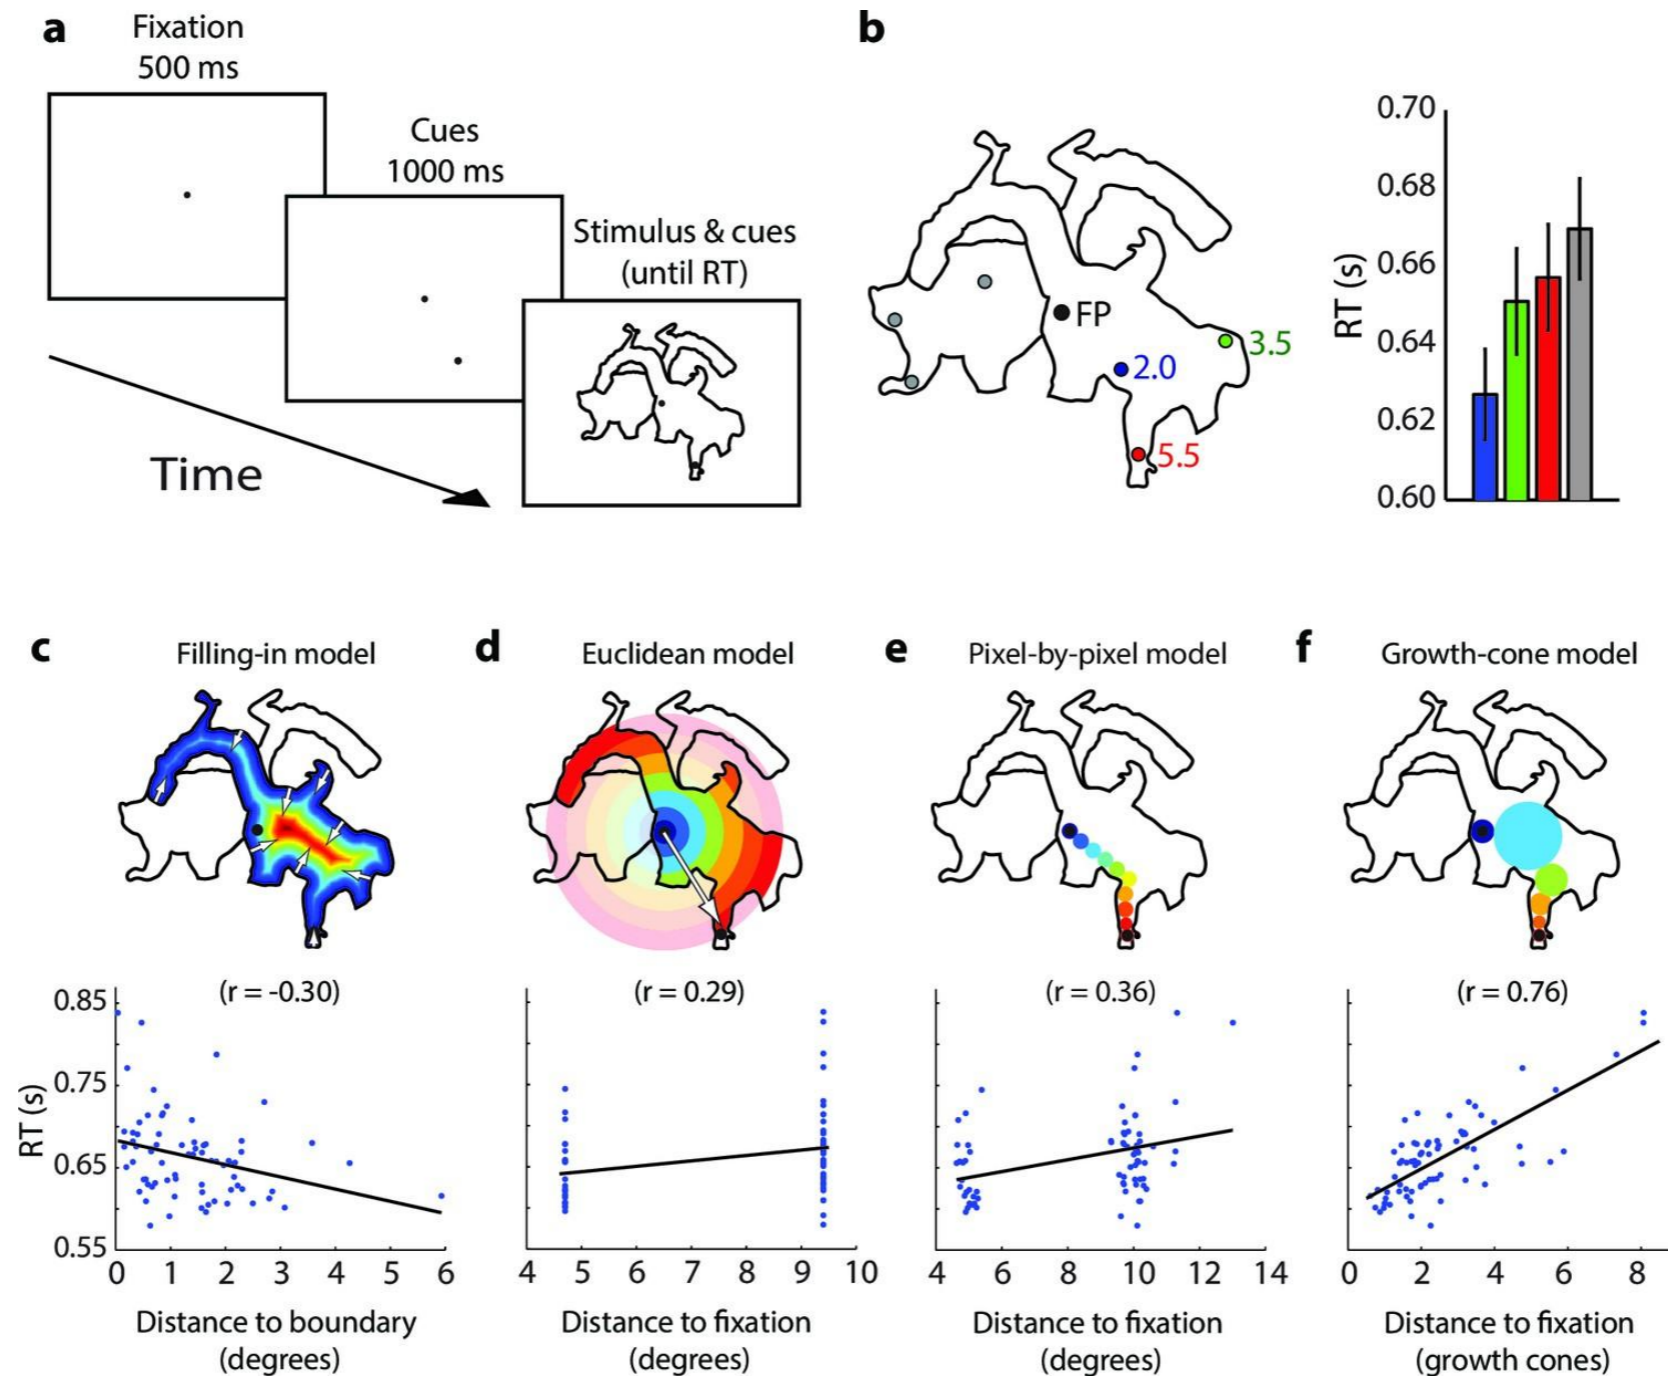 a
Fixation
500 ms
Cues
1000 ms
Stimulus & cues
(until RT)
Time
b
FP
3.5
2.0
5.5
RT (s)
0.70
0.68
0.66
0.64
0.62
0.60
c
Filling-in model
d
Euclidean model
e
Pixel-by-pixel model
f
Growth-cone model
(r = -0.30)
(r = 0.29)
(r = 0.36)
(r = 0.76)
RT (s)
0.85
0.75
0.65
0.55
0 1 2 3 4 5 6
4 5 6 7 8 9 10
4 6 8 10 12 14
0 2 4 6 8
Distance to boundary
(degrees)
Distance to fixation
(degrees)
Distance to fixation
(degrees)
Distance to fixation
(growth cones)